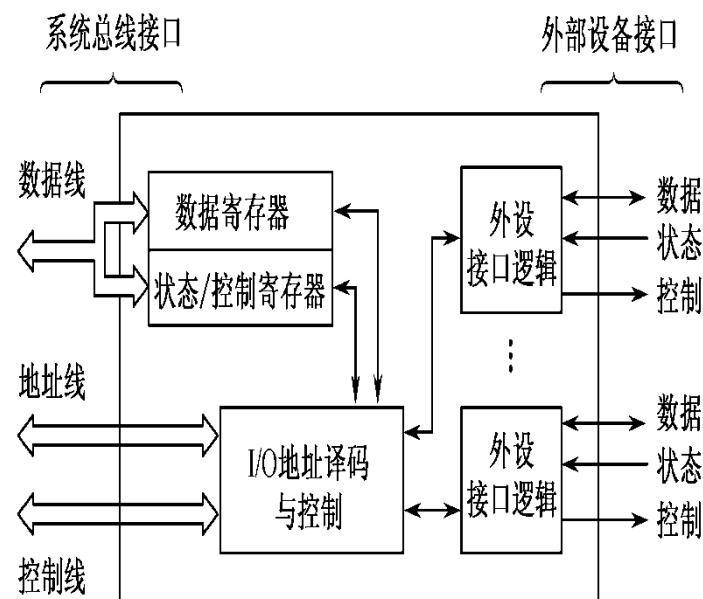 系统总线接口
外部设备接口
数据线
数据寄存器
状态/控制寄存器
外设
接口逻辑
数据
状态
控制
地址线
I/O地址译码
与控制
外设
接口逻辑
数据
状态
控制
控制线